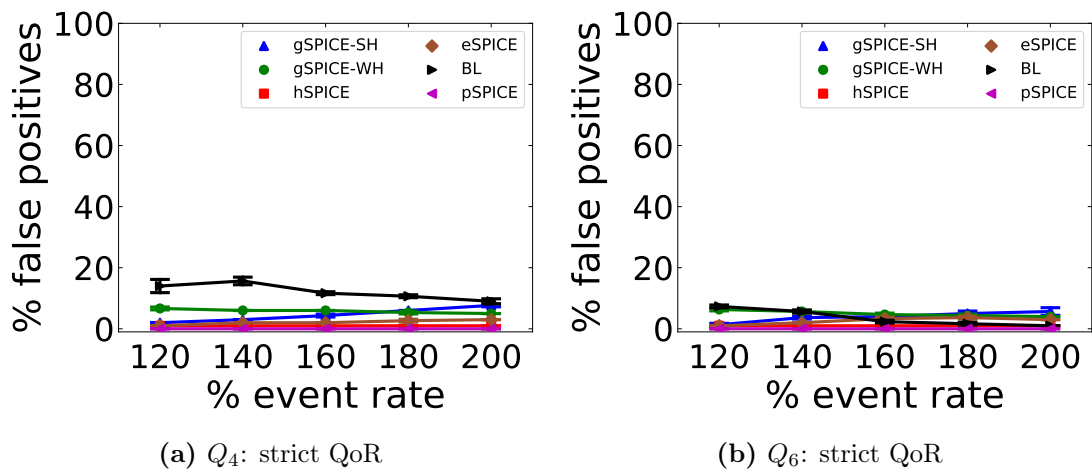 100
80
60
40
20
0
% false positives
gSPICE-SH
gSPICE-WH
hSPICE
eSPICE
BL
pSPICE
120 140 160 180 200
% event rate
(a) Q4: strict QoR
100
80
60
40
20
0
% false positives
gSPICE-SH
gSPICE-WH
hSPICE
eSPICE
BL
pSPICE
120 140 160 180 200
% event rate
(b) Q6: strict QoR